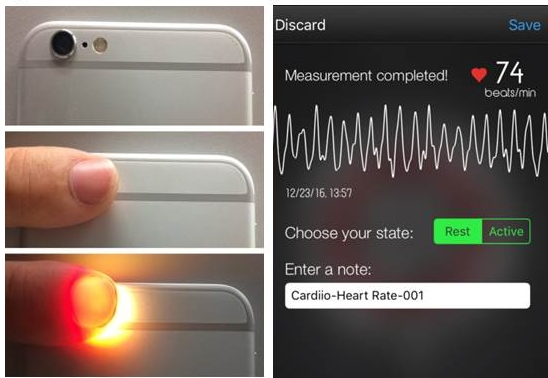 Discard
Save
Measurement completed!
74
beats/min
12/23/16, 13:57
Choose your state:
Rest
Active
Enter a note:
Cardiio-Heart Rate-001